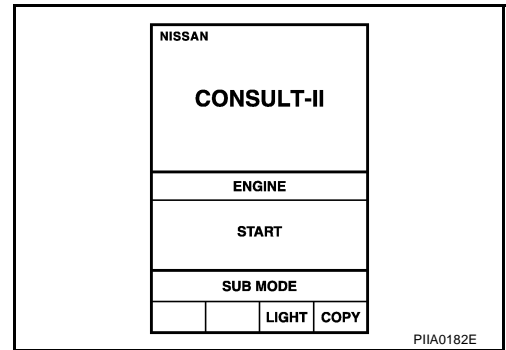 NISSAN
CONSULT-II
ENGINE
START
SUB MODE
LIGHT COPY
PIIA0182E